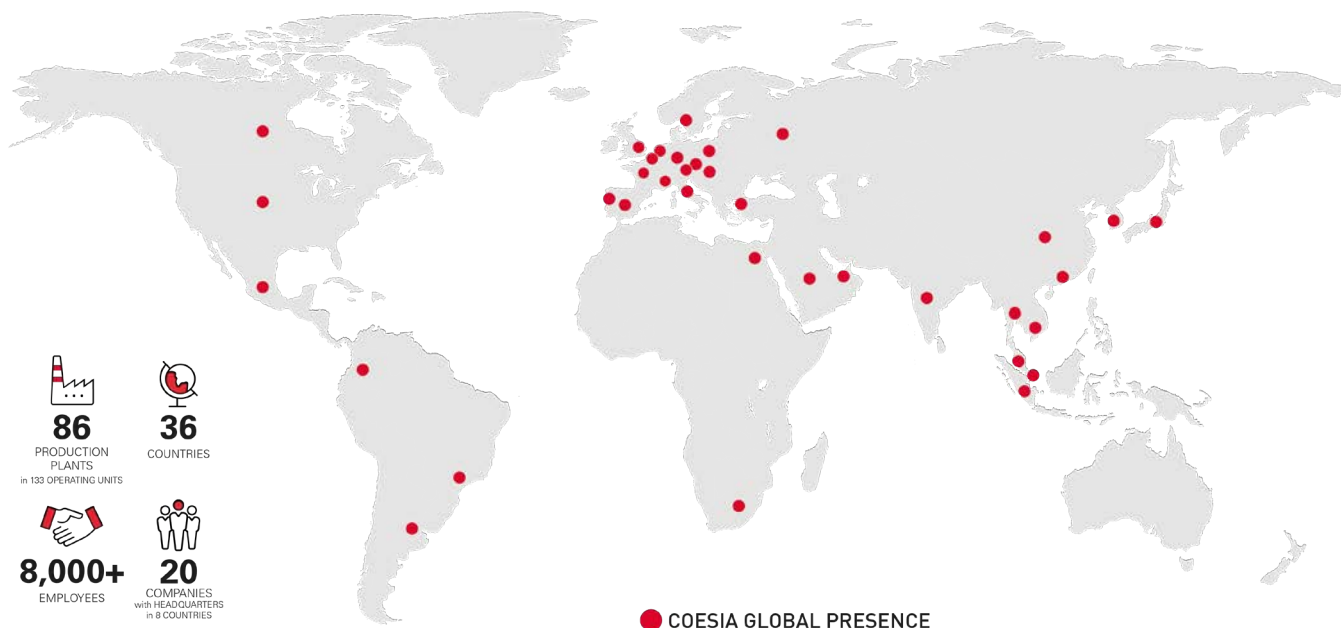 86
PRODUCTION
PLANTS
in 133 OPERATING UNITS
36
COUNTRIES
8,000+
EMPLOYEES
20
COMPANIES
with HEADQUARTERS
in 8 COUNTRIES
COESIA GLOBAL PRESENCE